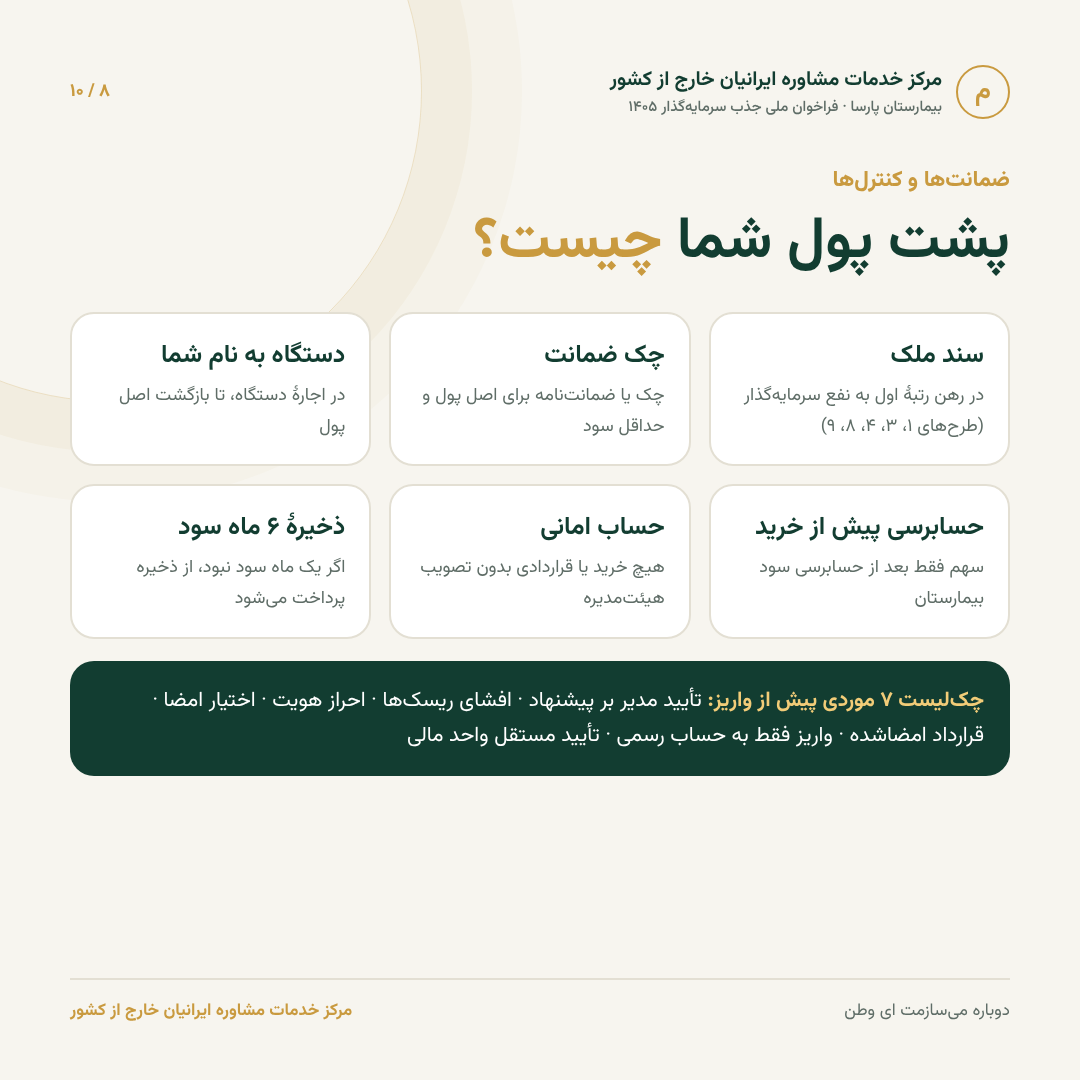 م
مرکز خدمات مشاوره ایرانیان خارج از کشور
بیمارستان پارسا · فراخوان ملی جذب سرمایه‌گذار ۱۴۰۵
۸ / ۱۰
ضمانت‌ها و کنترل‌ها
پشت پول شما چیست؟
سند ملک
در رهن رتبهٔ اول به نفع سرمایه‌گذار
(طرح‌های ۱، ۳، ۴، ۸، ۹)
چک ضمانت
چک یا ضمانت‌نامه برای اصل پول و
حداقل سود
دستگاه به نام شما
در اجارهٔ دستگاه، تا بازگشت اصل
پول
حسابرسی پیش از خرید
سهم فقط بعد از حسابرسی سود
بیمارستان
حساب امانی
هیچ خرید یا قراردادی بدون تصویب
هیئت‌مدیره
ذخیرهٔ ۶ ماه سود
اگر یک ماه سود نبود، از ذخیره
پرداخت می‌شود
چک‌لیست ۷ موردی پیش از واریز: تأیید مدیر بر پیشنهاد · افشای ریسک‌ها · احراز هویت · اختیار امضا ·
قرارداد امضاشده · واریز فقط به حساب رسمی · تأیید مستقل واحد مالی
دوباره می‌سازمت ای وطن
مرکز خدمات مشاوره ایرانیان خارج از کشور